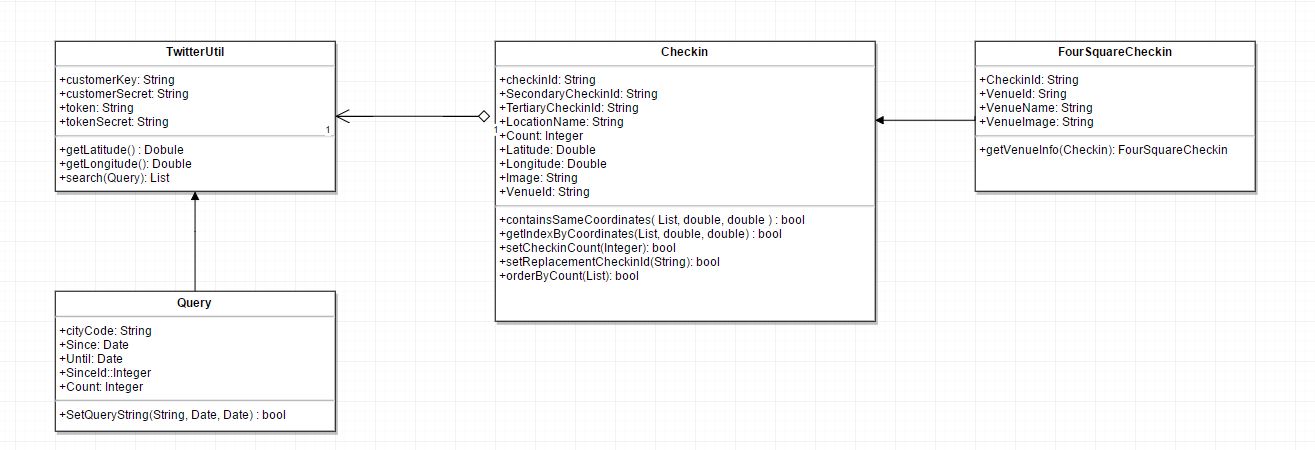 TwitterUtil
+customerKey: String
+customerSecret: String
+token: String
+tokenSecret: String
1
+getLatitude() : Dobule
+getLongitude(): Double
+search(Query): List
Checkin
+checkinId: String
+SecondaryCheckinId: String
+TertiaryCheckinId: String
+LocationName: String
1
+Count: Integer
+Latitude: Double
+Longitude: Double
+Image: String
+VenueId: String
+containsSameCoordinates( List, double, double ) : bool
+getIndexByCoordinates(List, double, double) : bool
+setCheckinCount(Integer): bool
+setReplacementCheckinId(String): bool
+orderByCount(List): bool
FourSquareCheckin
+CheckinId: String
+VenueId: Sring
+VenueName: String
+VenueImage: String
+getVenueInfo(Checkin): FourSquareCheckin
Query
+cityCode: String
+Since: Date
+Until: Date
+SinceId::Integer
+Count: Integer
+SetQueryString(String, Date, Date) : bool